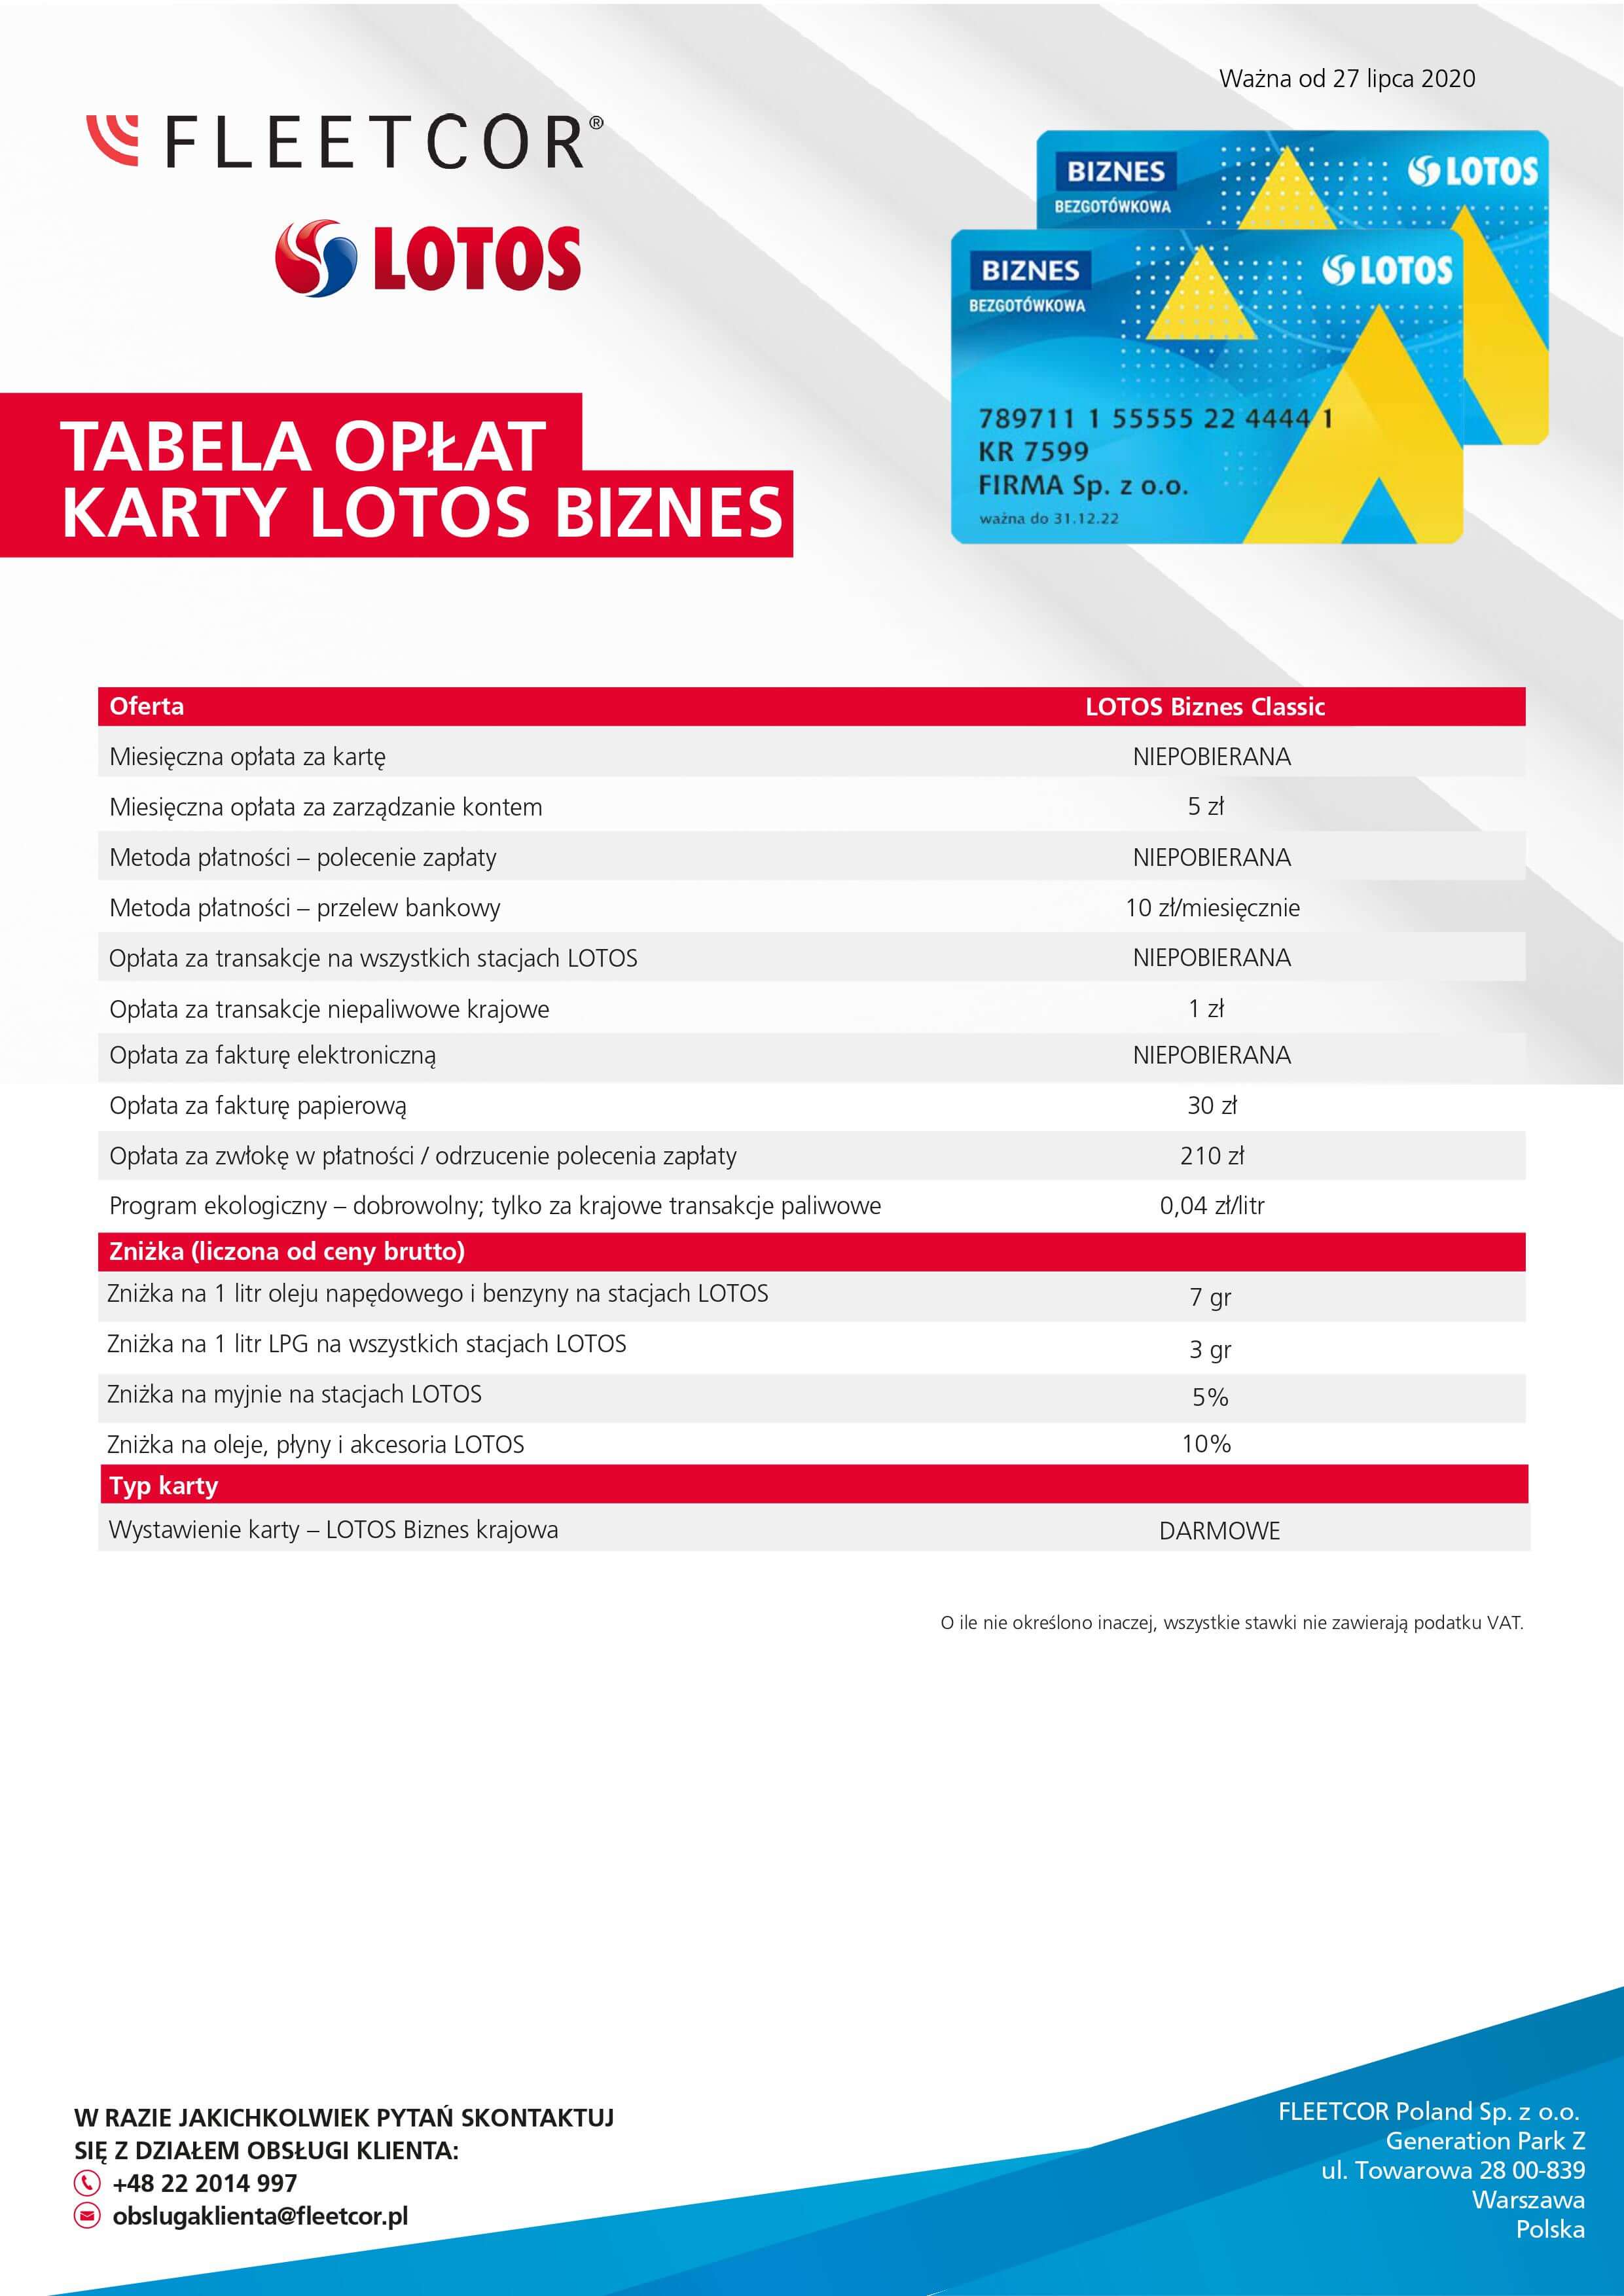 Ważna od 27 lipca 2020
FLEETCOR®
LOTOS
BIZNES
BEZGOTÓWKOWA
LOTOS
BIZNES
BEZGOTÓWKOWA
LOTOS
789711 1 55555 22 4444 1
KR 7599
FIRMA Sp. z o.o.
ważna do 31.12.22
TABELA OPŁAT
KARTY LOTOS BIZNES
Oferta LOTOS Biznes Classic
Miesięczna opłata za kartę NIEPOBIERANA
Miesięczna opłata za zarządzanie kontem 5 zł
Metoda płatności – polecenie zapłaty NIEPOBIERANA
Metoda płatności – przelew bankowy 10 zł/miesięcznie
Opłata za transakcje na wszystkich stacjach LOTOS NIEPOBIERANA
Opłata za transakcje niepaliwowe krajowe 1 zł
Opłata za fakturę elektroniczną NIEPOBIERANA
Opłata za fakturę papierową 30 zł
Opłata za zwłokę w płatności / odrzucenie polecenia zapłaty 210 zł
Program ekologiczny – dobrowolny; tylko za krajowe transakcje paliwowe 0,04 zł/litr
Zniżka (liczona od ceny brutto)
Zniżka na 1 litr oleju napędowego i benzyny na stacjach LOTOS 7 gr
Zniżka na 1 litr LPG na wszystkich stacjach LOTOS 3 gr
Zniżka na myjnie na stacjach LOTOS 5%
Zniżka na oleje, płyny i akcesoria LOTOS 10%
Typ karty
Wystawienie karty – LOTOS Biznes krajowa DARMOWE
O ile nie określono inaczej, wszystkie stawki nie zawierają podatku VAT.
W RAZIE JAKICHKOLWIEK PYTAŃ SKONTAKTUJ
SIĘ Z DZIAŁEM OBSŁUGI KLIENTA:
+48 22 2014 997
obslugaklienta@fleetcor.pl
FLEETCOR Poland Sp. z o.o.
Generation Park Z
ul. Towarowa 28 00-839
Warszawa
Polska